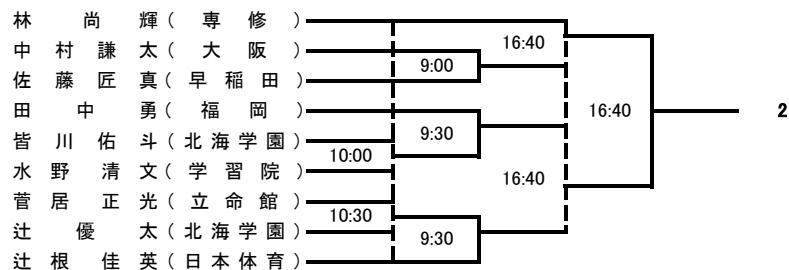 林尚輝(専修)
16:40
中村謙太(大阪)
9:00
佐藤匠真(早稲田)
田中勇(福岡)
16:40
2
9:30
皆川佑斗(北海学園)
10:00
水野清文(学習院)
16:40
菅居正光(立命館)
10:30
辻優太(北海学園)
9:30
辻根佳英(日本体育)